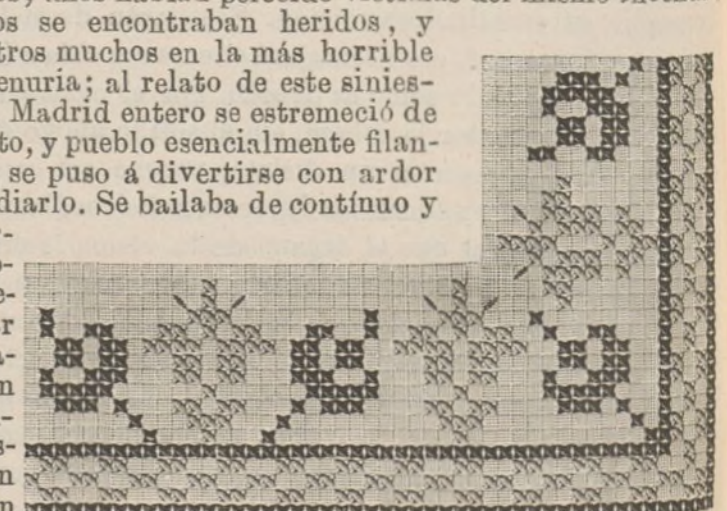 os se encontraban heridos, y
tros muchos en la más horrible
enuria; al relato de este sinies-
Madrid entero se estremeció de
to, y pueblo esencialmente filan-
se puso á divertirse con ardor
diarlo. Se bailaba de contínuo y